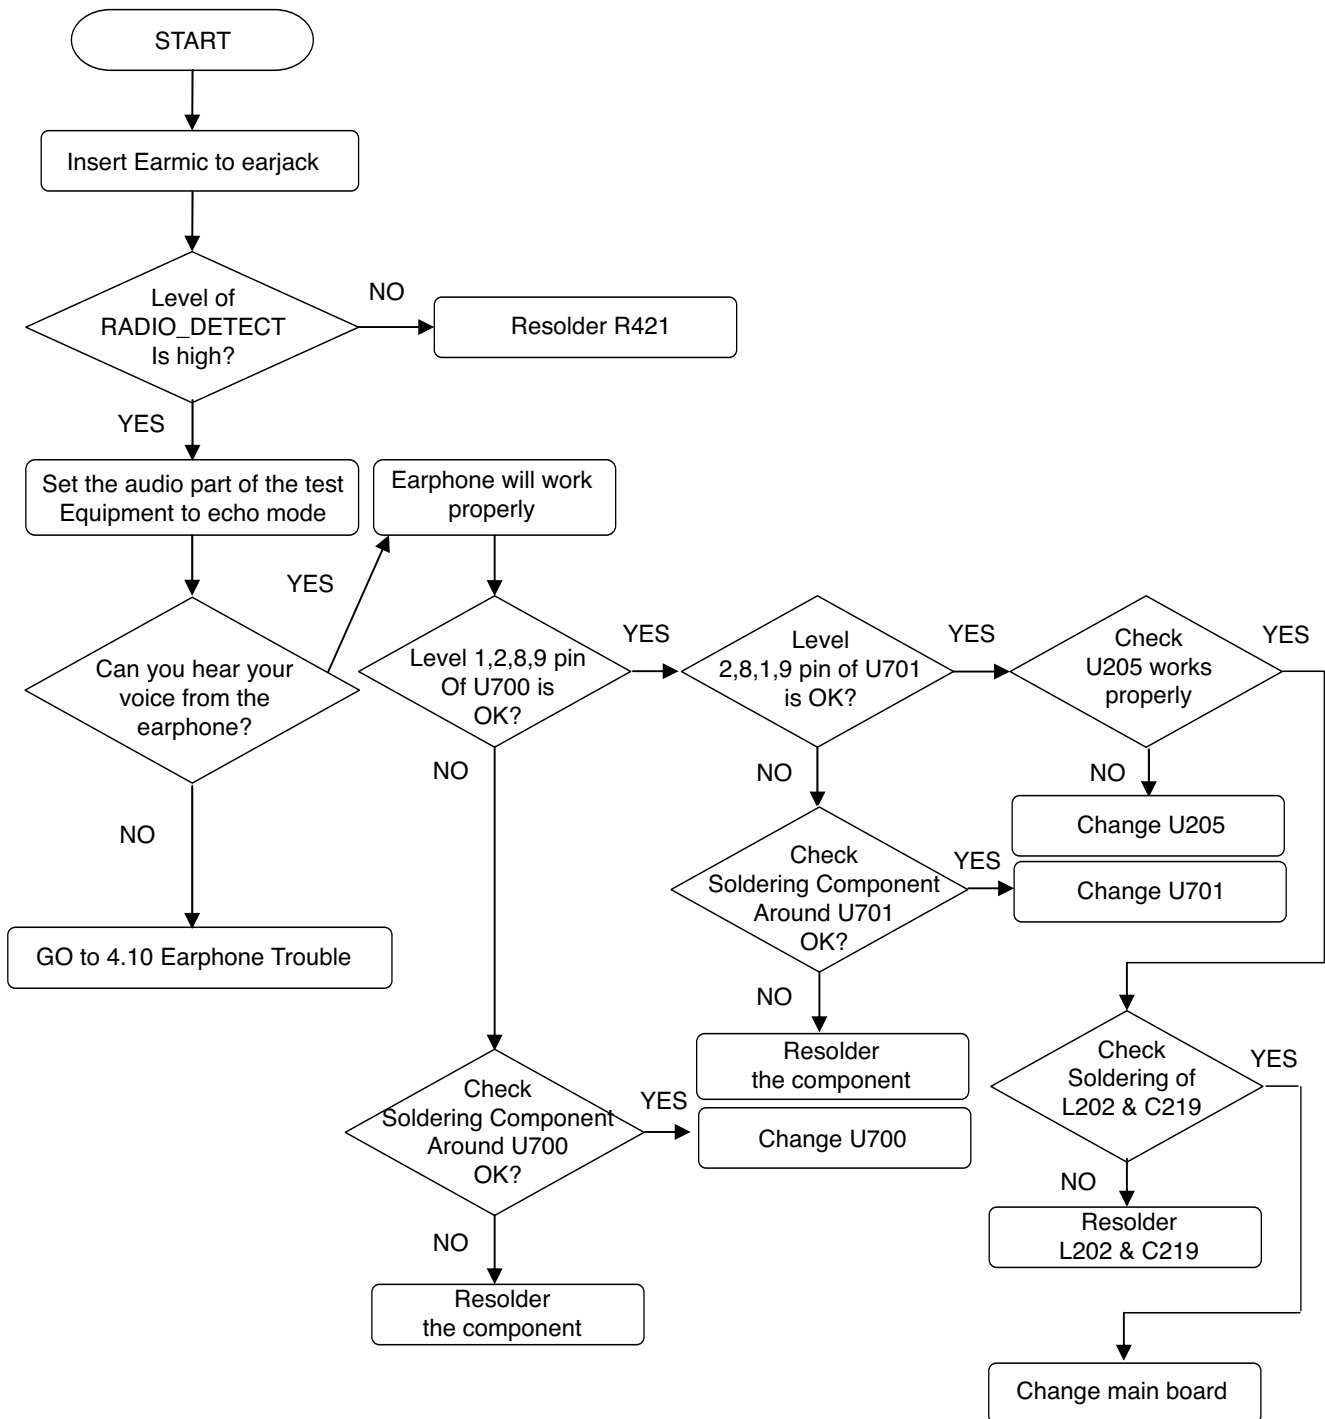 START
Insert Earmic to earjack
Level of
RADIO_DETECT
Is high?
NO
Resolder R421
YES
Set the audio part of the test
Equipment to echo mode
Earphone will work
properly
YES
Can you hear your
voice from the
earphone?
NO
GO to 4.10 Earphone Trouble
Level 1,2,8,9 pin
Of U700 is
OK?
YES
NO
Level
2,8,1,9 pin of U701
is OK?
YES
NO
Check
U205 works
properly
YES
NO
Change U205
Check
Soldering Component
Around U701
OK?
YES
Change U701
NO
Resolder
the component
Check
Soldering Component
Around U700
OK?
YES
Change U700
NO
Resolder
the component
Check
Soldering of
L202 & C219
YES
NO
Resolder
L202 & C219
Change main board